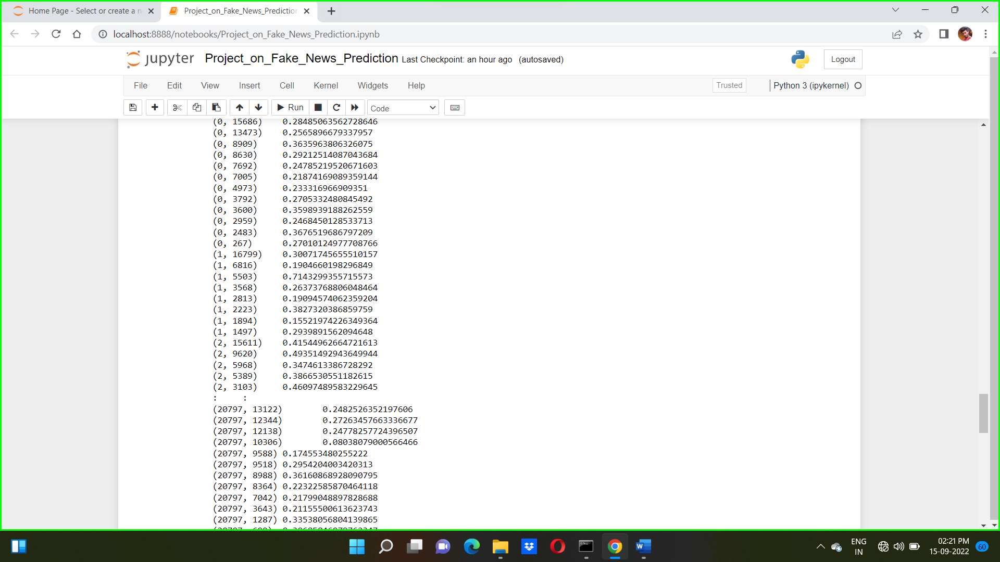 Home Page - Select or create a n
Project_on_Fake_News_Prediction
localhost:8888/notebooks/Project_on_Fake_News_Prediction.ipynb
jupyter Project_on_Fake_News_Prediction Last Checkpoint: an hour ago (autosaved)
Logout
File Edit View Insert Cell Kernel Widgets Help
Trusted
Python 3 (ipykernel)
Run
Code
(0, 15686) 0.28485063562728646
(0, 13473) 0.2565896679337957
(0, 8909) 0.3635963806326075
(0, 8630) 0.29212514087043684
(0, 7692) 0.24785219520671603
(0, 7005) 0.21874169089359144
(0, 4973) 0.233316966909351
(0, 3792) 0.2705332480845492
(0, 3600) 0.3598939188262559
(0, 2959) 0.2468450128533713
(0, 2483) 0.3676519686797209
(0, 267) 0.27010124977708766
(1, 16799) 0.30071745655510157
(1, 6816) 0.1904660198296849
(1, 5503) 0.7143299355715573
(1, 3568) 0.26373768806048464
(1, 2813) 0.19094574062359204
(1, 2223) 0.3827320386859759
(1, 1894) 0.15521974226349364
(1, 1497) 0.2939891562094648
(2, 15611) 0.41544962664721613
(2, 9620) 0.49351492943649944
(2, 5968) 0.3474613386728292
(2, 5389) 0.3866530551182615
(2, 3103) 0.46097489583229645
: :
(20797, 13122) 0.2482526352197606
(20797, 12344) 0.27263457663336677
(20797, 12138) 0.24778257724396507
(20797, 10306) 0.08038079000566466
(20797, 9588) 0.174553480255222
(20797, 9518) 0.2954204003420313
(20797, 8988) 0.36160868928090795
(20797, 8364) 0.22322585870464118
(20797, 7042) 0.21799048897828688
(20797, 3643) 0.21155500613623743
(20797, 1287) 0.33538056804139865
ENG
IN
02:21 PM
15-09-2022
60